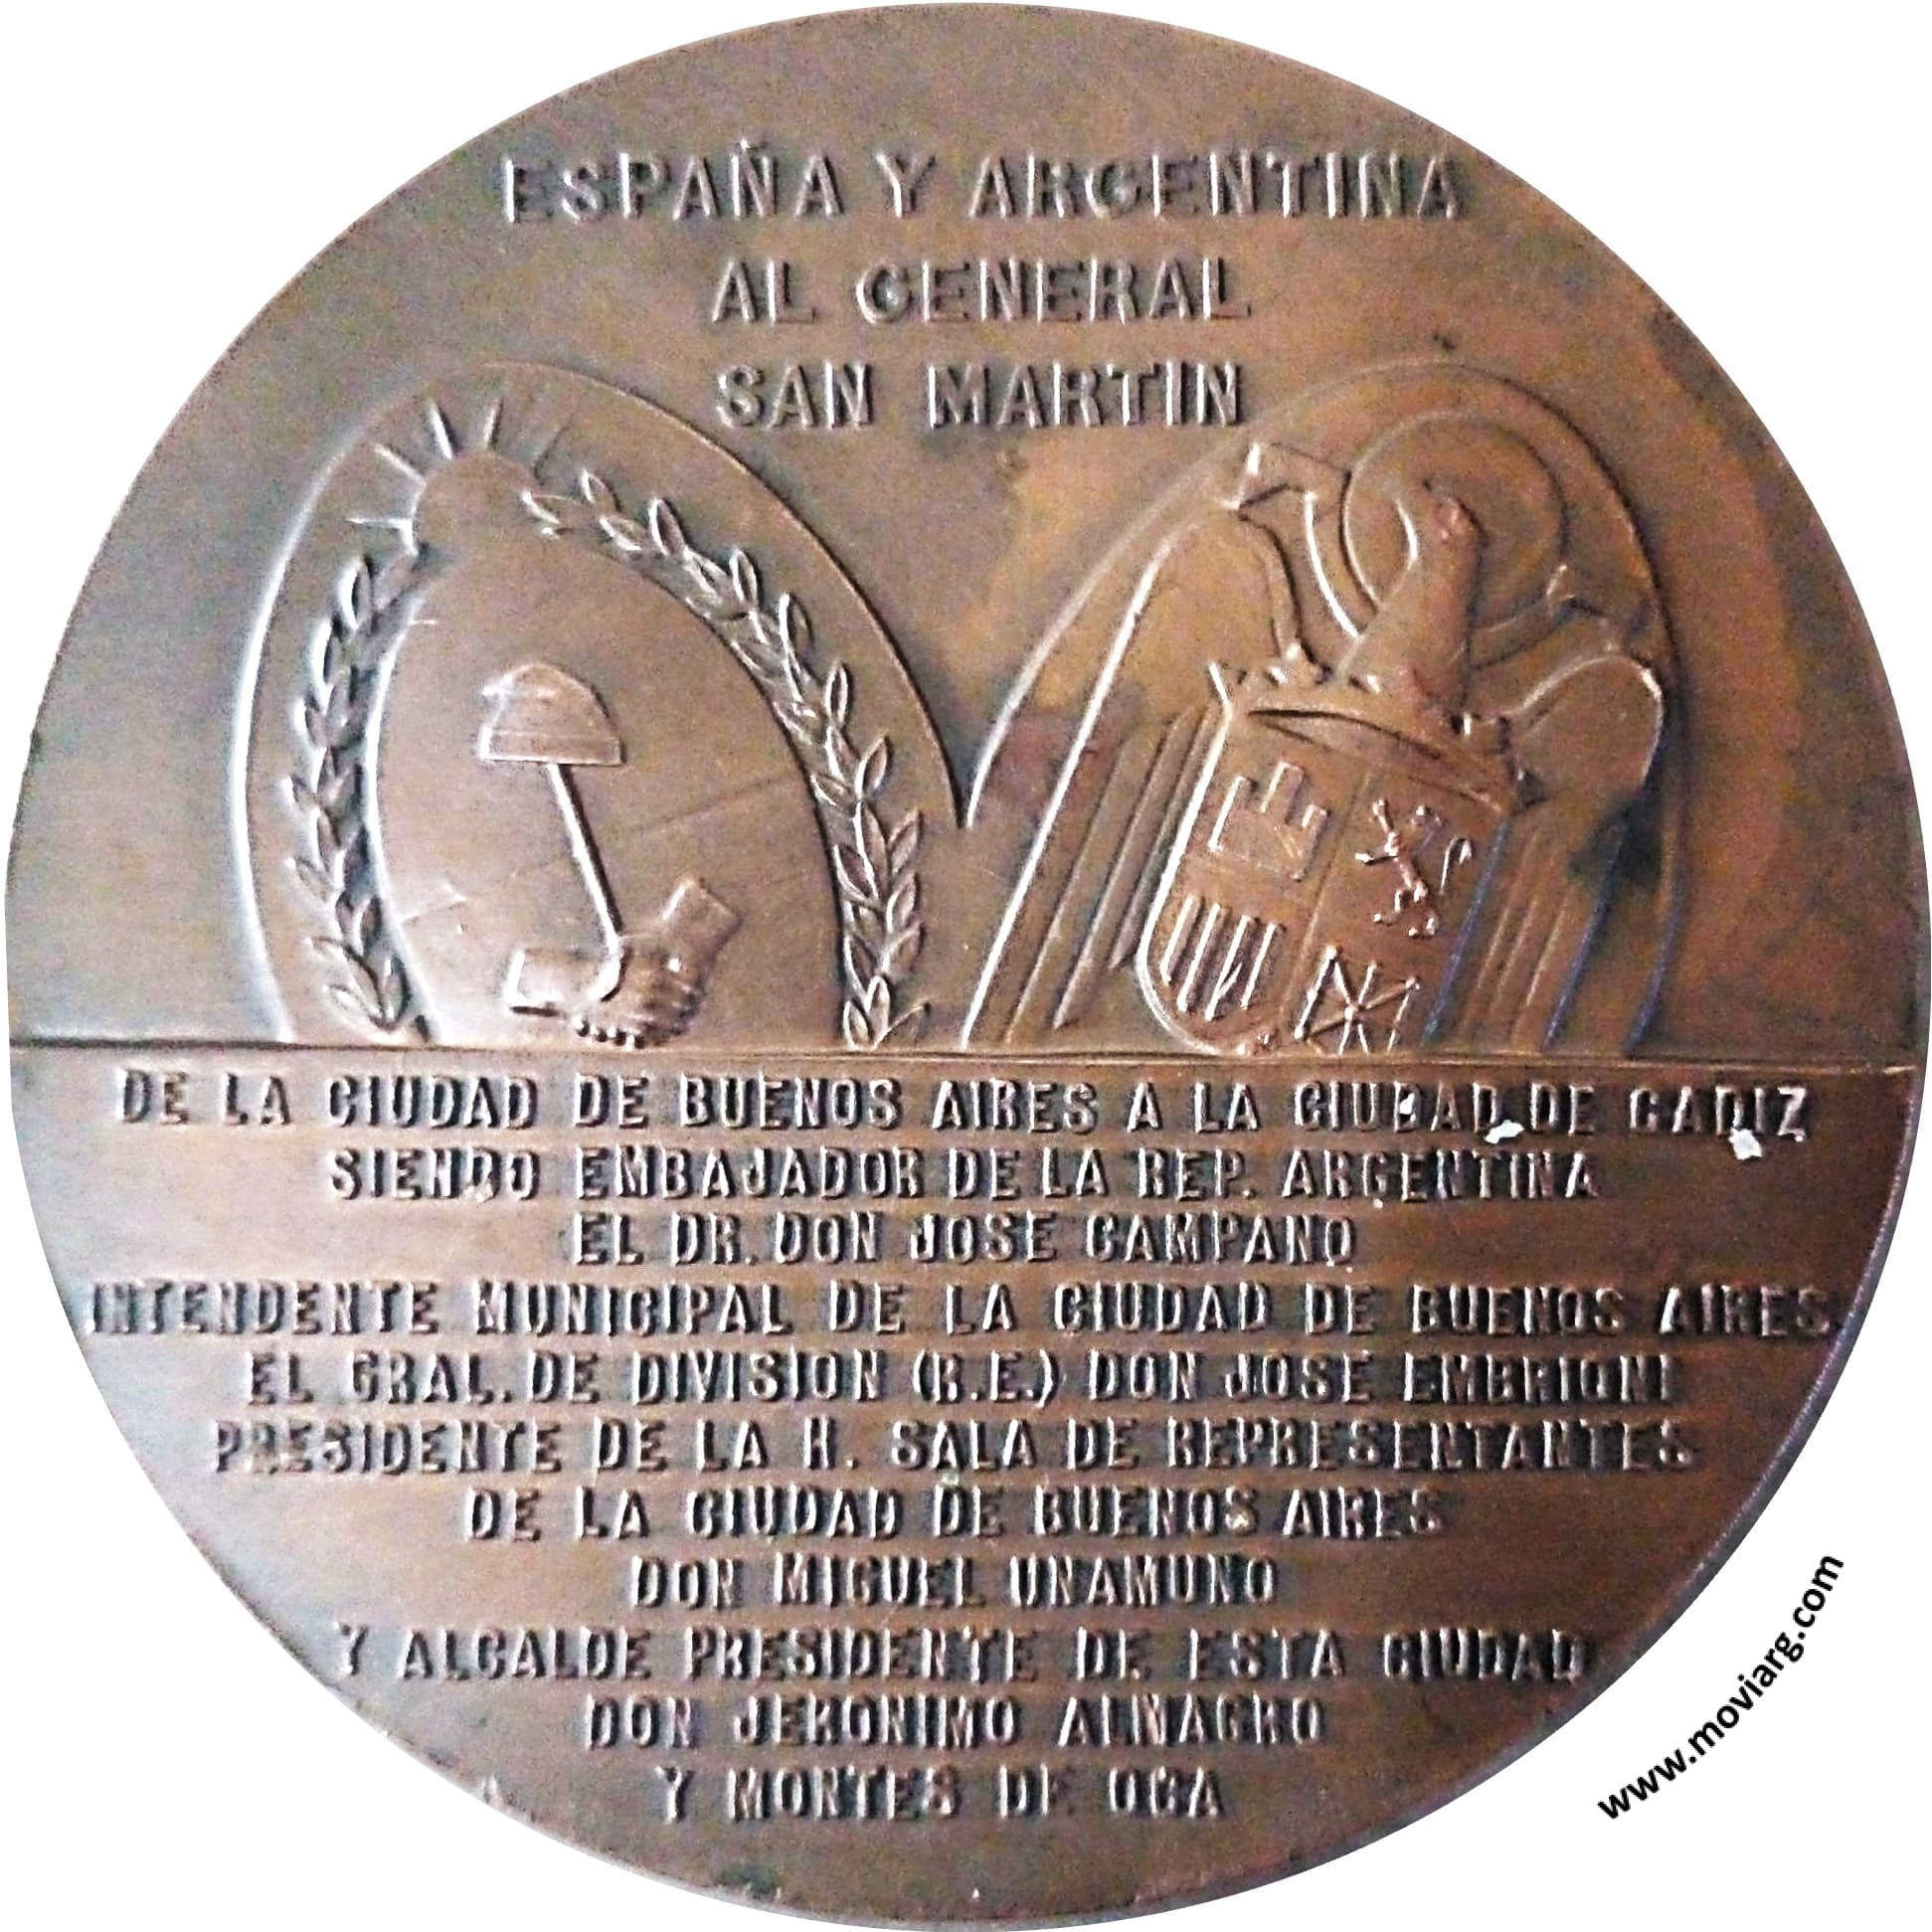 ESPAÑA Y ARGENTINA
AL GENERAL
SAN MARTIN
DE LA CIUDAD DE BUENOS AIRES A LA CIUDAD DE CADIZ
SIENDO EMBAJADOR DE LA REP. ARGENTINA
EL DR. DON JOSE CAMPANO
INTENDENTE MUNICIPAL DE LA CIUDAD DE BUENOS AIRES
EL GRAL. DE DIVISION (R.E.) DON JOSE EMBRIONI
PRESIDENTE DE LA H. SALA DE REPRESENTANTES
DE LA CIUDAD DE BUENOS AIRES
DON MIGUEL UNAMUNO
Y ALCALDE PRESIDENTE DE ESTA CIUDAD
DON JERONIMO ALMAGRO
Y MONTES DE OCA
www.moviarg.com